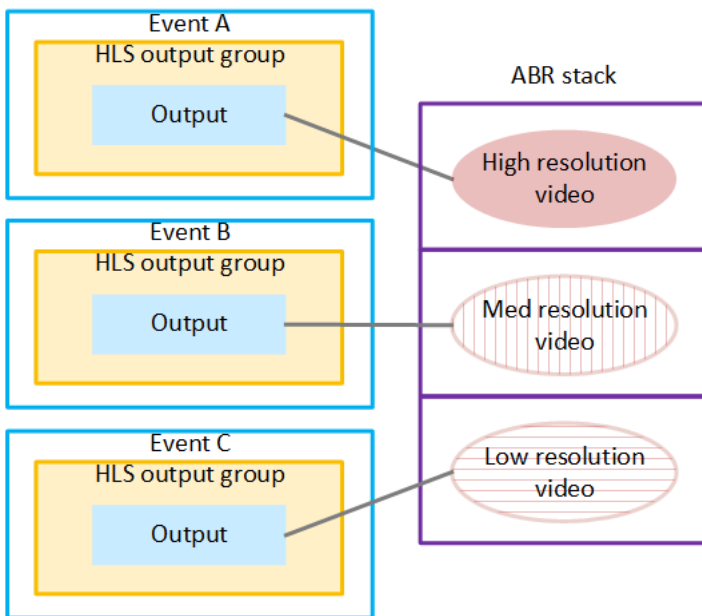 Event A
HLS output group
Output
Event B
HLS output group
Output
Event C
HLS output group
Output
ABR stack
High resolution
video
Med resolution
video
Low resolution
video